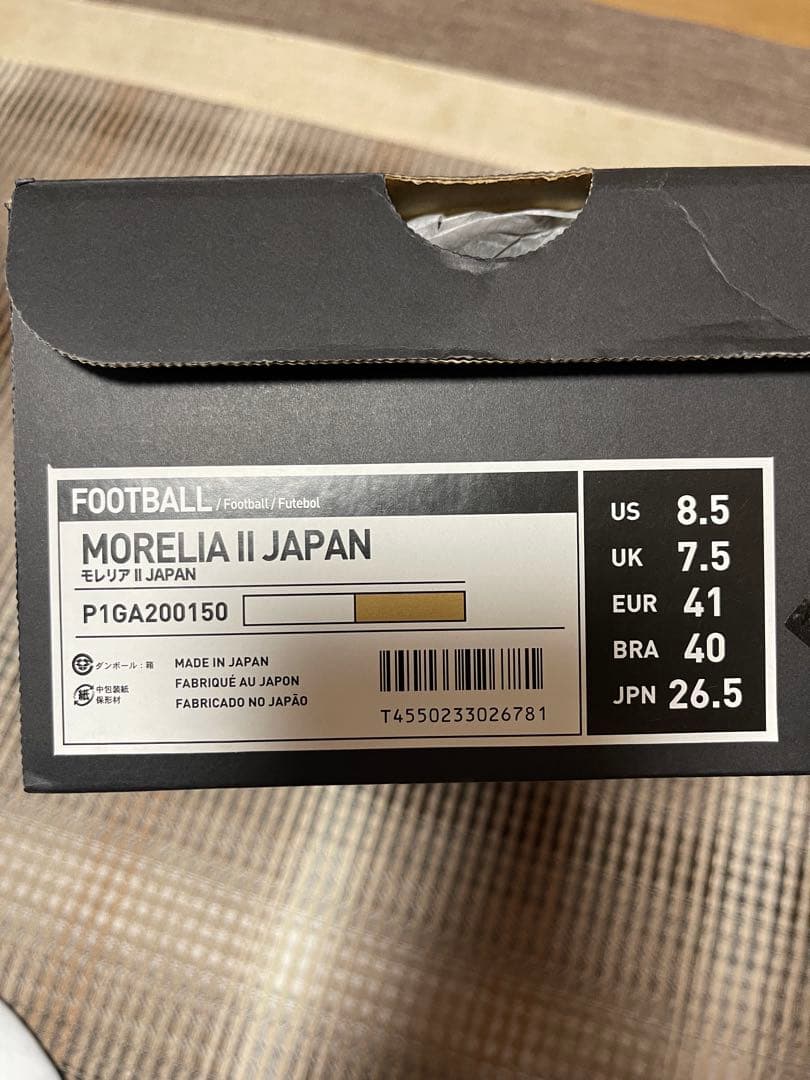 FOOTBALL / Football / Futebol
MORELIA II JAPAN
モレリア II JAPAN
P1GA200150
ダンボール：箱
紙
中包装紙
保形材
MADE IN JAPAN
FABRIQUÉ AU JAPON
FABRICADO NO JAPÃO
T4550233026781
US 8.5
UK 7.5
EUR 41
BRA 40
JPN 26.5